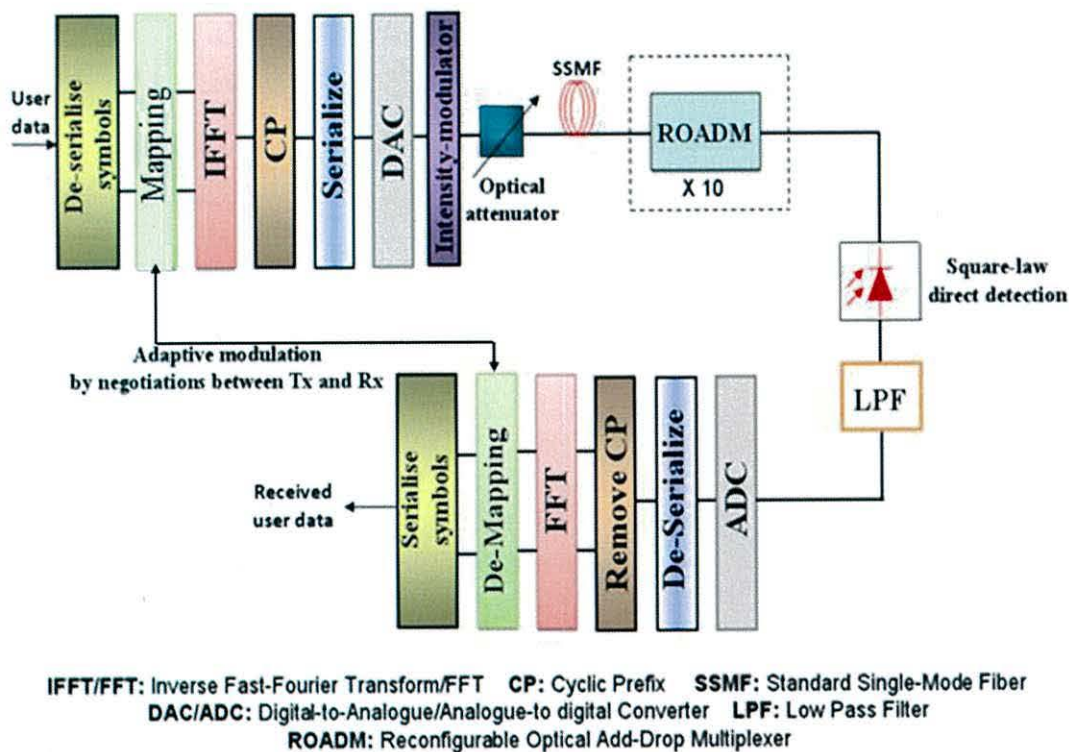 User
data
De-serialise
symbols
Mapping
IFFT
CP
Serialize
DAC
Intensity-modulator
Optical
attenuator
SSMF
ROADM
X 10
Square-law
direct detection
LPF
Adaptive modulation
by negotiations between Tx and Rx
Received
user data
Serialise
symbols
De-Mapping
FFT
Remove CP
De-Serialize
ADC
IFFT/FFT: Inverse Fast-Fourier Transform/FFT CP: Cyclic Prefix SSMF: Standard Single-Mode Fiber
DAC/ADC: Digital-to-Analogue/Analogue-to digital Converter LPF: Low Pass Filter
ROADM: Reconfigurable Optical Add-Drop Multiplexer